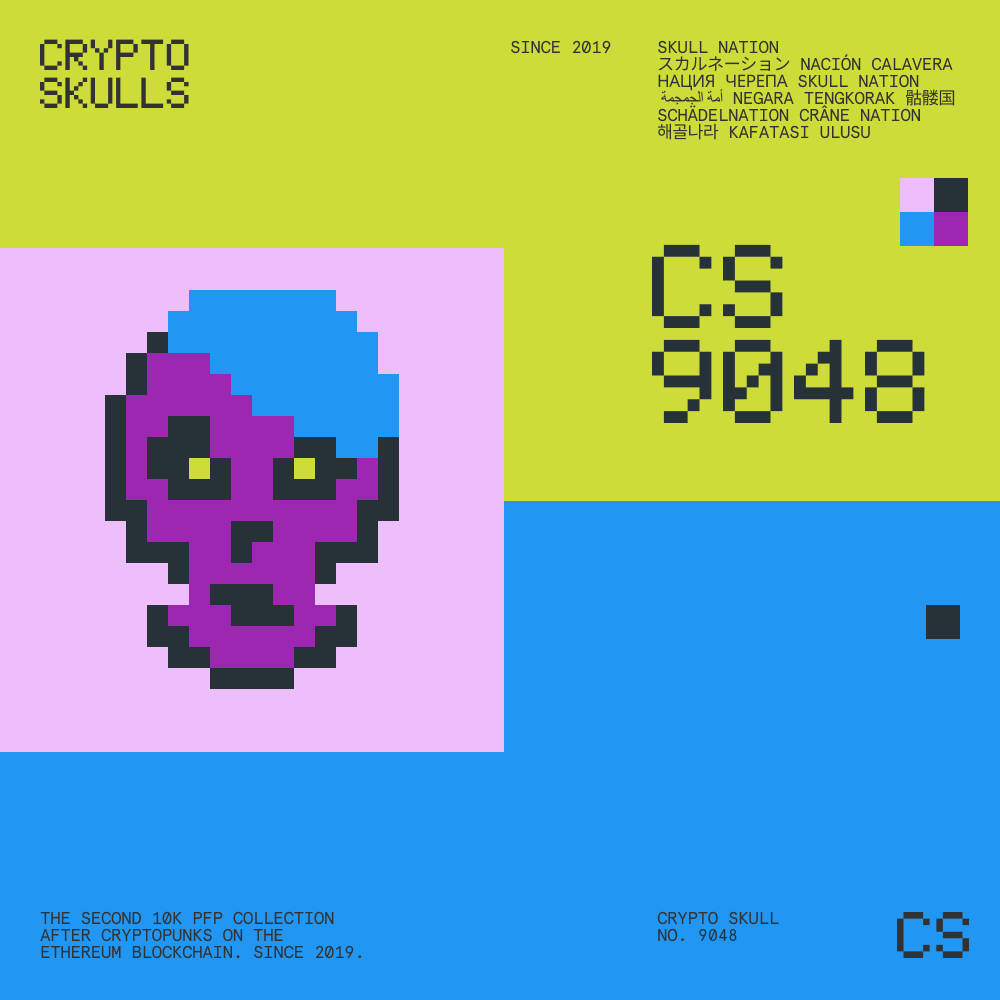 CRYPTO
SKULLS
SINCE 2019
SKULL NATION
スカルネーション NACIÓN CALAVERA
НАЦИЯ ЧЕРЕПА SKULL NATION
أمة الجمجمة NEGARA TENGKORAK 骷髅国
SCHÄDELNATION CRÂNE NATION
해골나라 KAFATASI ULUSU
CS
9048
THE SECOND 10K PFP COLLECTION
AFTER CRYPTOPUNKS ON THE
ETHEREUM BLOCKCHAIN. SINCE 2019.
CRYPTO SKULL
NO. 9048
CS